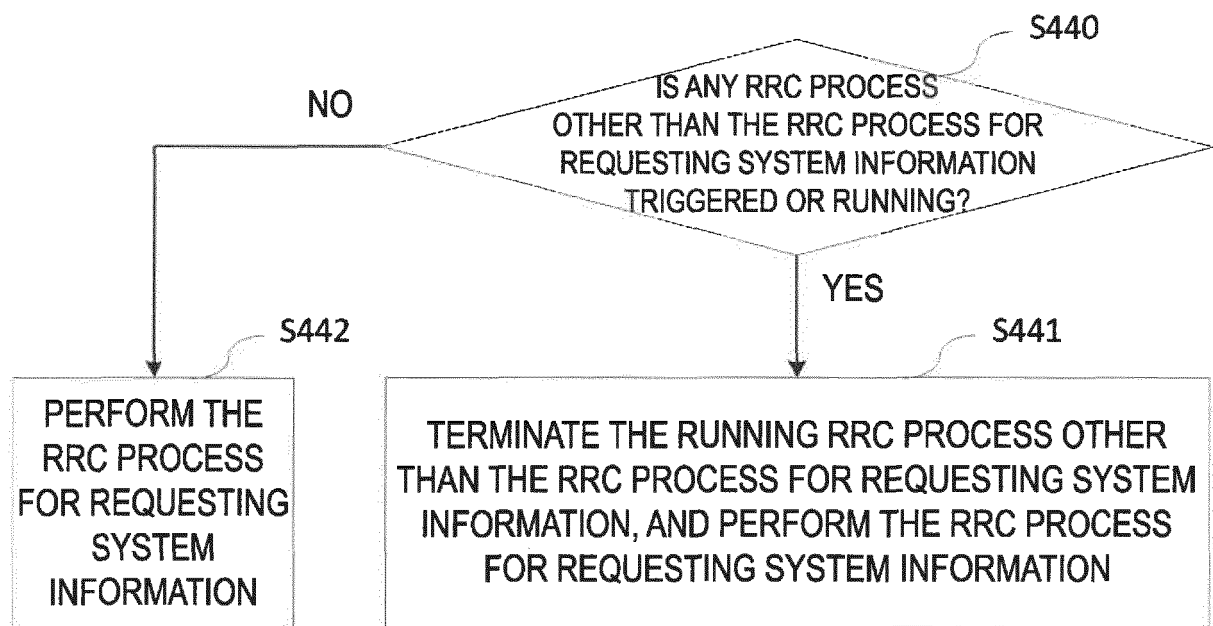 S440
IS ANY RRC PROCESS
OTHER THAN THE RRC PROCESS FOR
REQUESTING SYSTEM INFORMATION
TRIGGERED OR RUNNING?
NO
YES
S442
S441
PERFORM THE
RRC PROCESS
FOR REQUESTING
SYSTEM
INFORMATION
TERMINATE THE RUNNING RRC PROCESS OTHER
THAN THE RRC PROCESS FOR REQUESTING SYSTEM
INFORMATION, AND PERFORM THE RRC PROCESS
FOR REQUESTING SYSTEM INFORMATION